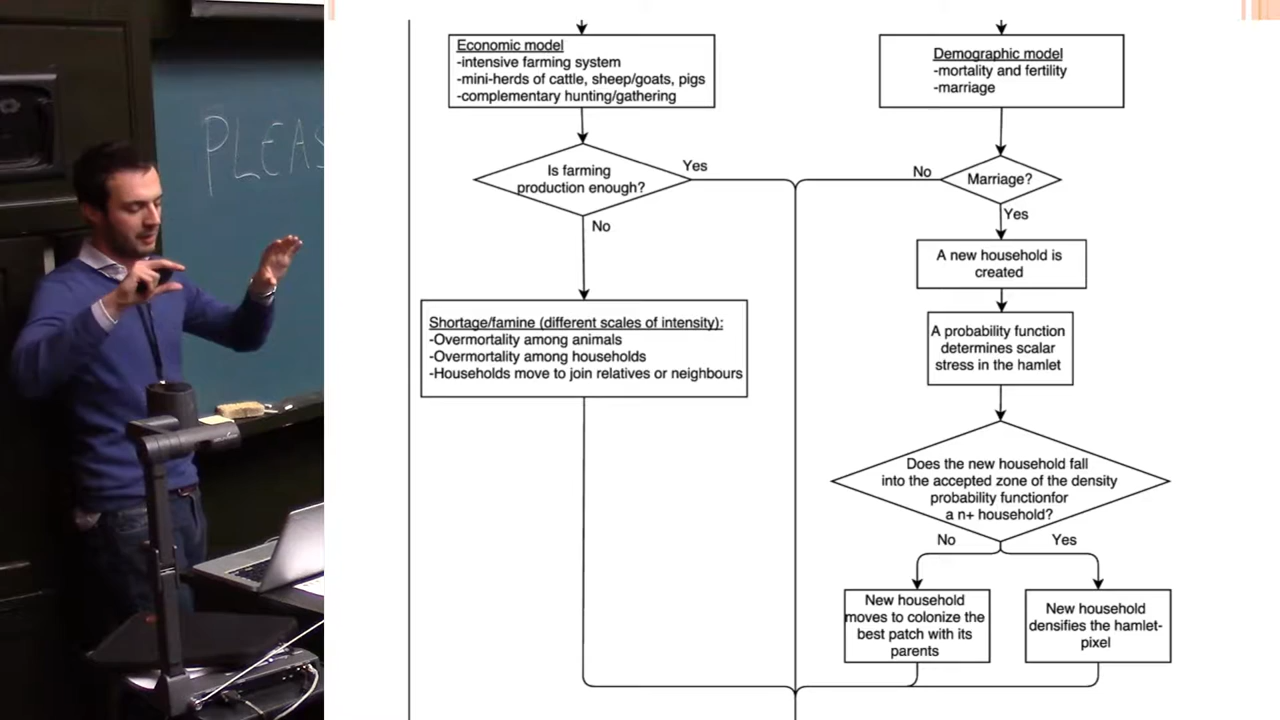 PLEAS
Economic model
-intensive farming system
-mini-herds of cattle, sheep/goats, pigs
-complementary hunting/gathering
Is farming
production enough?
Yes
No
Shortage/famine (different scales of intensity):
-Overmortality among animals
-Overmortality among households
-Households move to join relatives or neighbours
Demographic model
-mortality and fertility
-marriage
Marriage?
No
Yes
A new household is
created
A probability function
determines scalar
stress in the hamlet
Does the new household fall
into the accepted zone of the density
probability functionfor
a n+ household?
No
Yes
New household
moves to colonize the
best patch with its
parents
New household
densifies the hamlet-
pixel